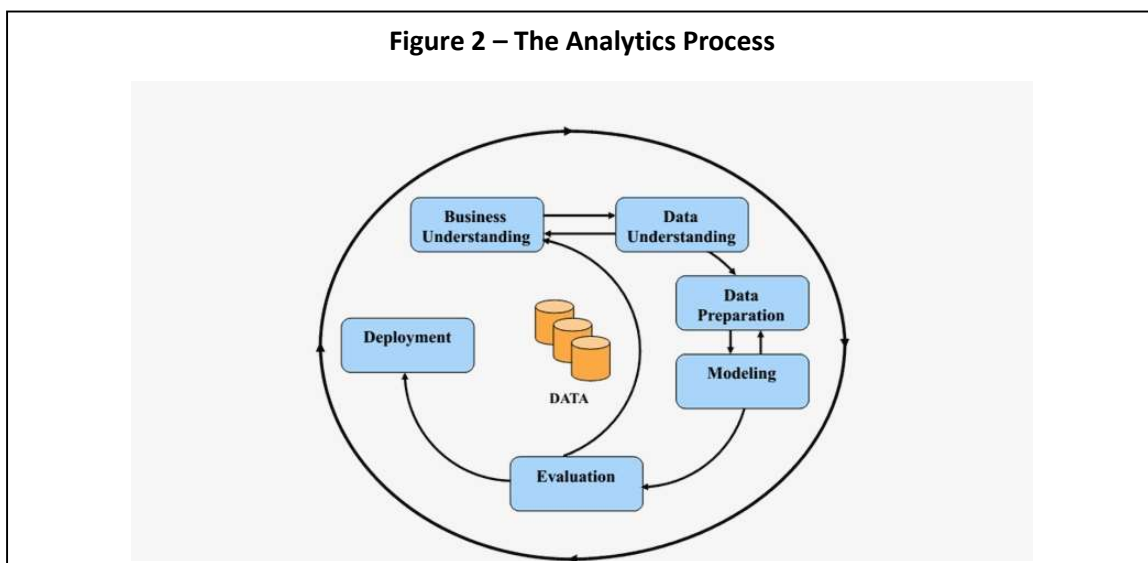 Figure 2 – The Analytics Process
Business
Understanding
Data
Understanding
Data
Preparation
Deployment
Modeling
DATA
Evaluation